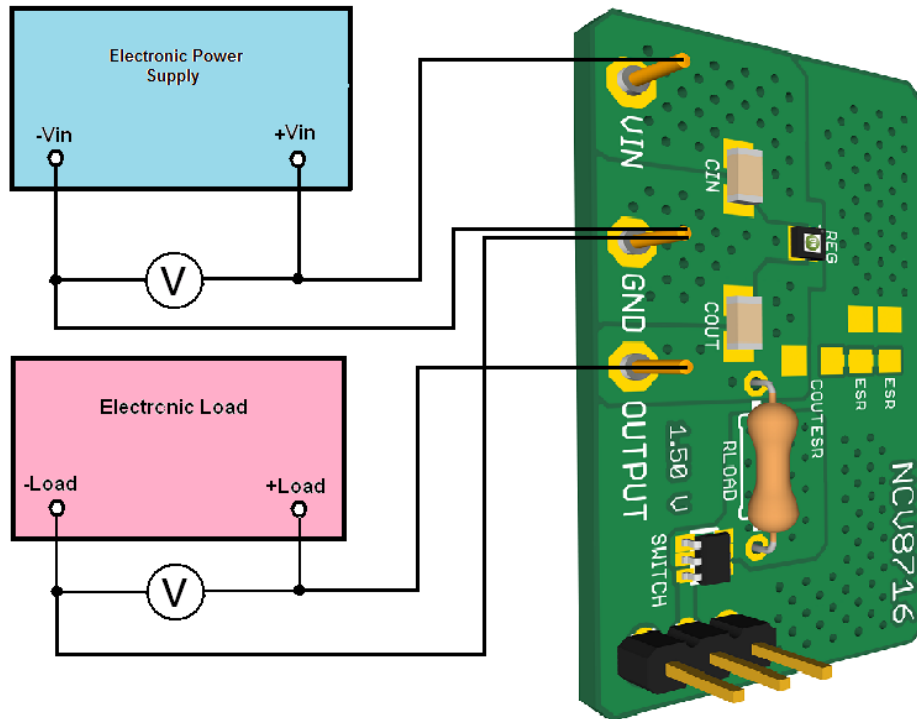 Electronic Power
Supply
-Vin
+Vin
V
Electronic Load
-Load
+Load
V
VIN
CIN
GND
REG
COUT
OUTPUT
1.50 V
RLOAD
COUTESR
ESR
ESR
SWITCH
NCV8716